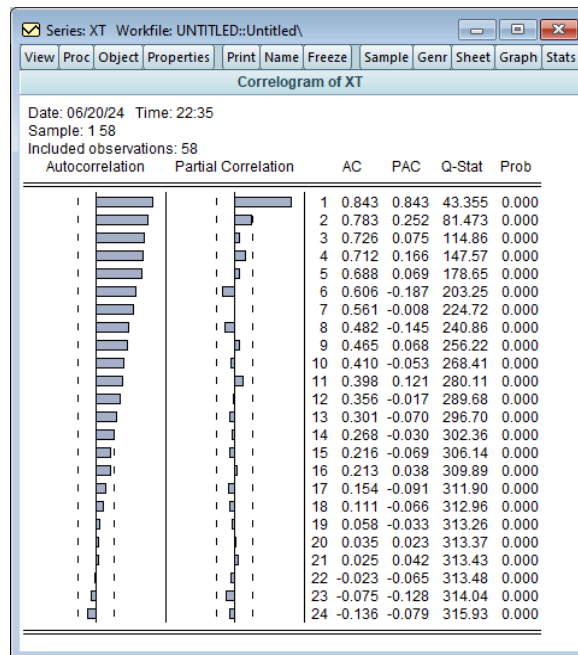 Series: XT Workfile: UNTITLED::Untitled\
View Proc Object Properties Print Name Freeze Sample Genr Sheet Graph Stats
Correlogram of XT
Date: 06/20/24 Time: 22:35
Sample: 1 58
Included observations: 58
Autocorrelation Partial Correlation AC PAC Q-Stat Prob
1 0.843 0.843 43.355 0.000
2 0.783 0.252 81.473 0.000
3 0.726 0.075 114.86 0.000
4 0.712 0.166 147.57 0.000
5 0.688 0.069 178.65 0.000
6 0.606 -0.187 203.25 0.000
7 0.561 -0.008 224.72 0.000
8 0.482 -0.145 240.86 0.000
9 0.465 0.068 256.22 0.000
10 0.410 -0.053 268.41 0.000
11 0.398 0.121 280.11 0.000
12 0.356 -0.017 289.68 0.000
13 0.301 -0.070 296.70 0.000
14 0.268 -0.030 302.36 0.000
15 0.216 -0.069 306.14 0.000
16 0.213 0.038 309.89 0.000
17 0.154 -0.091 311.90 0.000
18 0.111 -0.066 312.96 0.000
19 0.058 -0.033 313.26 0.000
20 0.035 0.023 313.37 0.000
21 0.025 0.042 313.43 0.000
22 -0.023 -0.065 313.48 0.000
23 -0.075 -0.128 314.04 0.000
24 -0.136 -0.079 315.93 0.000